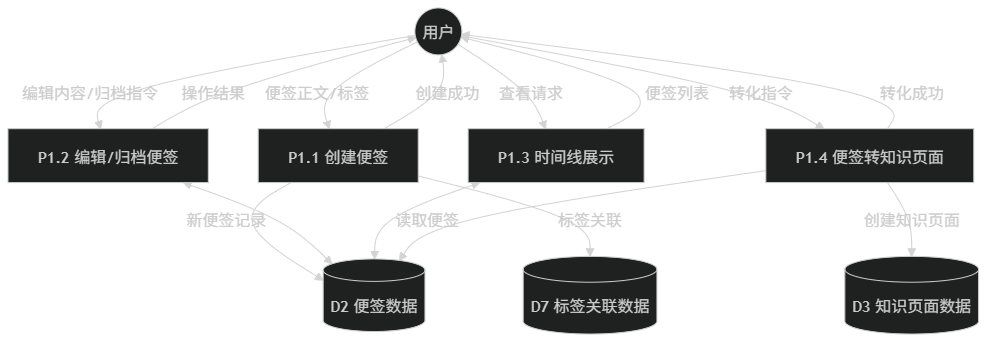 用户
编辑内容/归档指令
操作结果
便签正文/标签
创建成功
查看请求
便签列表
转化指令
转化成功
P1.2 编辑/归档便签
P1.1 创建便签
P1.3 时间线展示
P1.4 便签转知识页面
新便签记录
读取便签
标签关联
创建知识页面
D2 便签数据
D7 标签关联数据
D3 知识页面数据